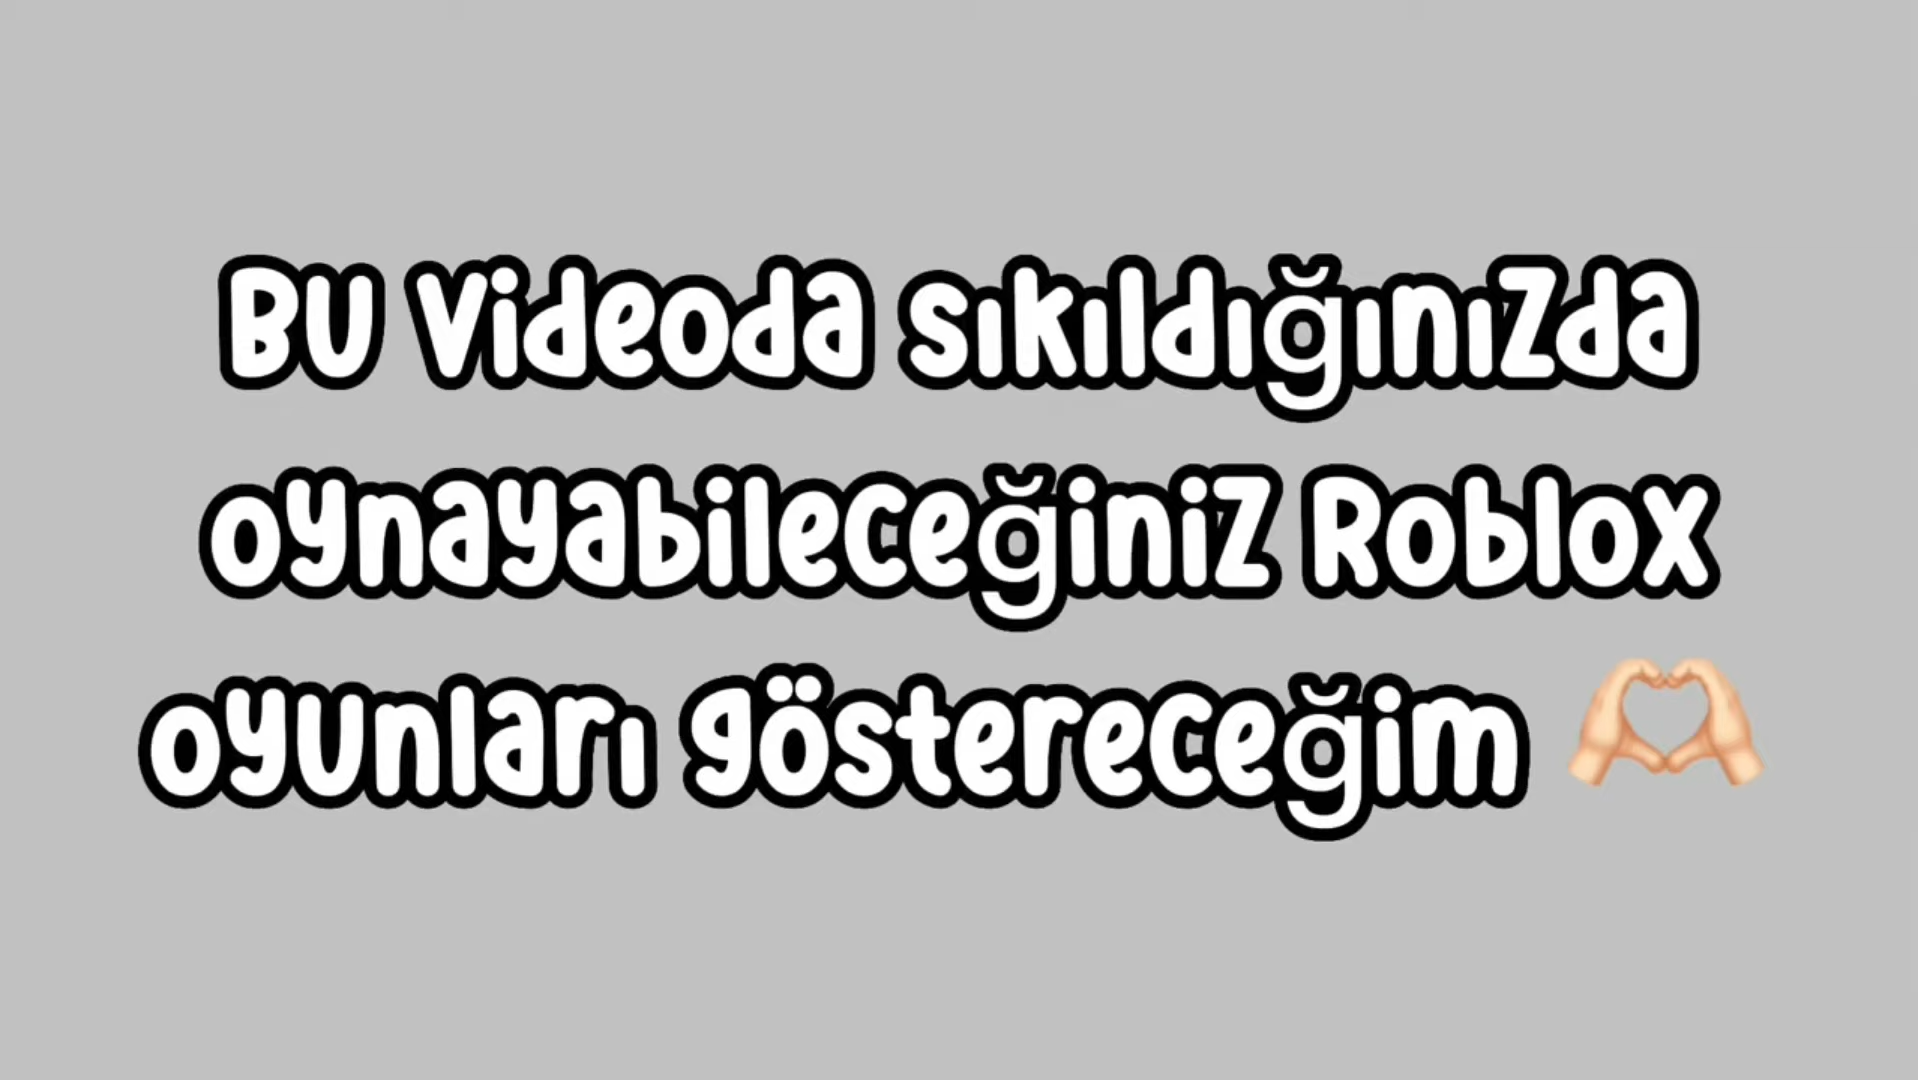 Bu videoda sıkıldığınızda
oynayabileceğiniz Roblox
oyunları göstereceğim 🫶🏻